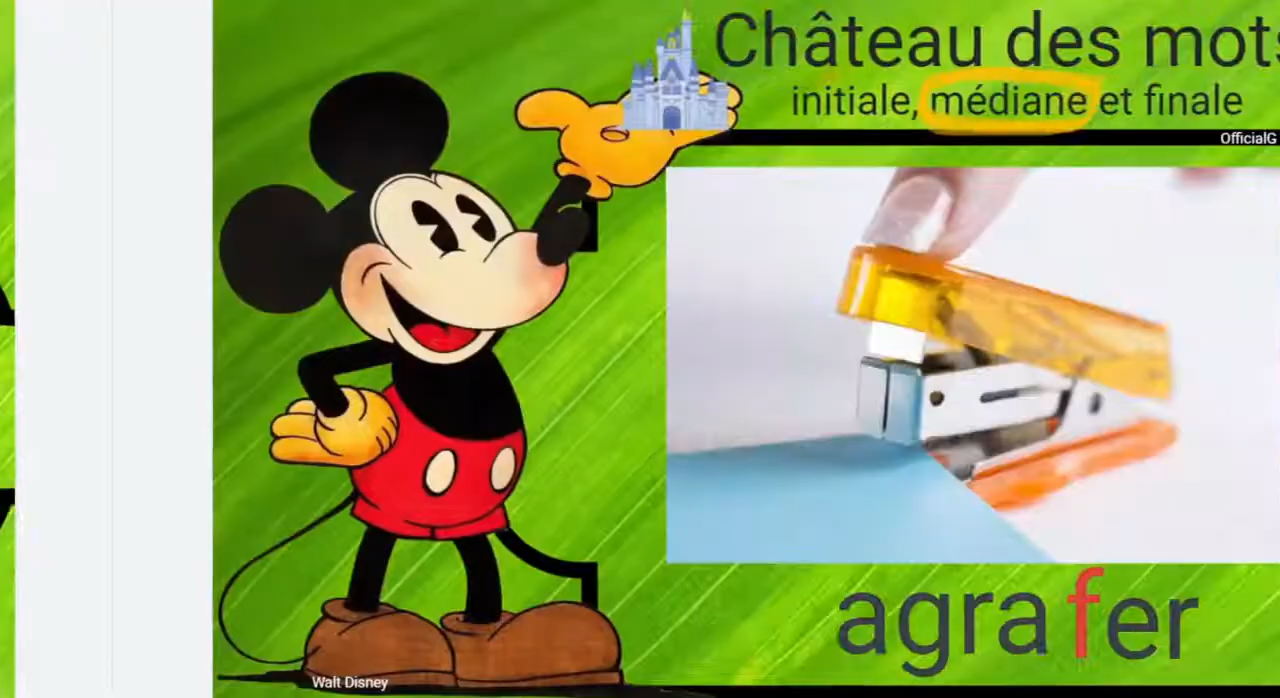 Château des mots
initiale, médiane et finale
OfficialG
agrafer
Walt Disney